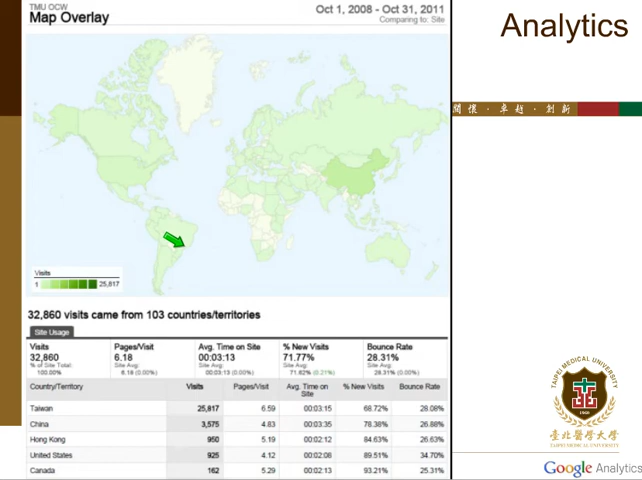 TMU OCW
Map Overlay
Oct 1, 2008 - Oct 31, 2011
Comparing to: Site
Analytics
關懷 · 卓越 · 創新
Visits
1 25,817
32,860 visits came from 103 countries/territories
Site Usage
Visits Pages/Visit Avg. Time on Site % New Visits Bounce Rate
32,860 6.18 00:03:13 71.77% 28.31%
% of Site Total: Site Avg: Site Avg: Site Avg: Site Avg:
100.00% 6.18 (0.00%) 00:03:13 (0.00%) 71.62% (0.21%) 28.31% (0.00%)
Country/Territory Visits Pages/Visit Avg. Time on Site % New Visits Bounce Rate
Taiwan 25,817 6.59 00:03:15 68.72% 28.08%
China 3,575 4.83 00:03:35 78.38% 26.88%
Hong Kong 950 5.19 00:02:12 84.63% 26.63%
United States 925 4.12 00:02:08 89.51% 34.70%
Canada 162 5.29 00:02:13 93.21% 25.31%
TAIPEI MEDICAL UNIVERSITY
臺北醫學大學
TAIPEI MEDICAL UNIVERSITY
Google Analytics